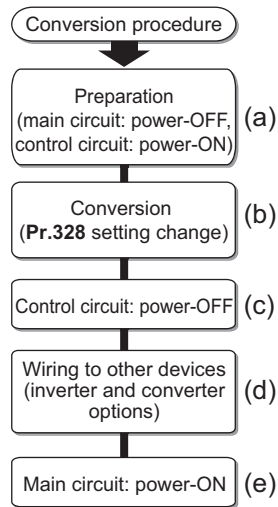 Conversion procedure
Preparation
(main circuit: power-OFF,
control circuit: power-ON)
(a)
Conversion
(Pr.328 setting change)
(b)
Control circuit: power-OFF
(c)
Wiring to other devices
(inverter and converter
options)
(d)
Main circuit: power-ON
(e)